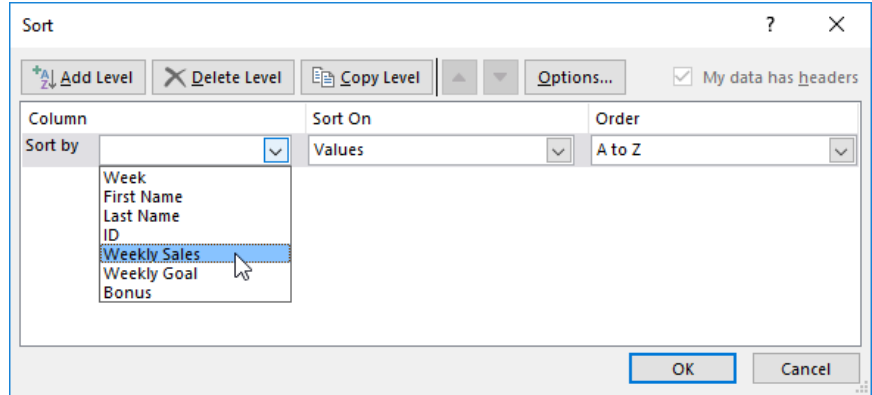 Sort ?
Add Level Delete Level Copy Level Options... My data has headers
Column Sort On Order
Sort by Values A to Z
Week
First Name
Last Name
ID
Weekly Sales
Weekly Goal
Bonus
OK Cancel